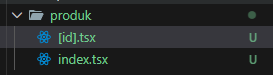 produk
[id].tsx U
index.tsx U